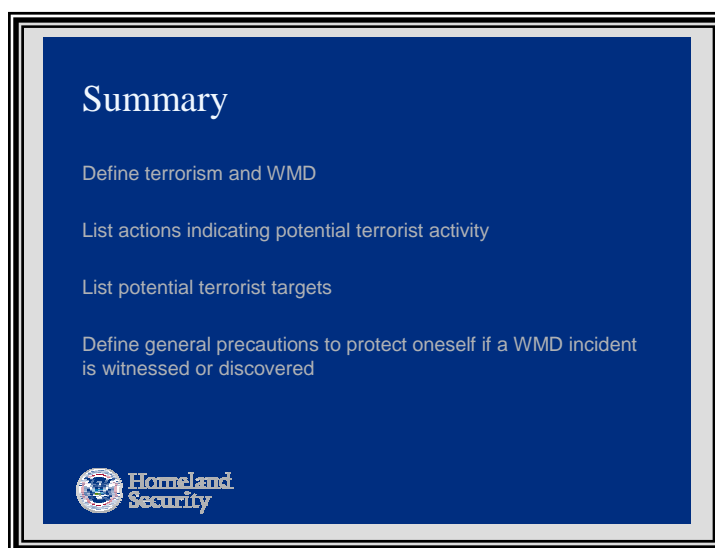 Summary
Define terrorism and WMD
List actions indicating potential terrorist activity
List potential terrorist targets
Define general precautions to protect oneself if a WMD incident
is witnessed or discovered
Homeland
Security